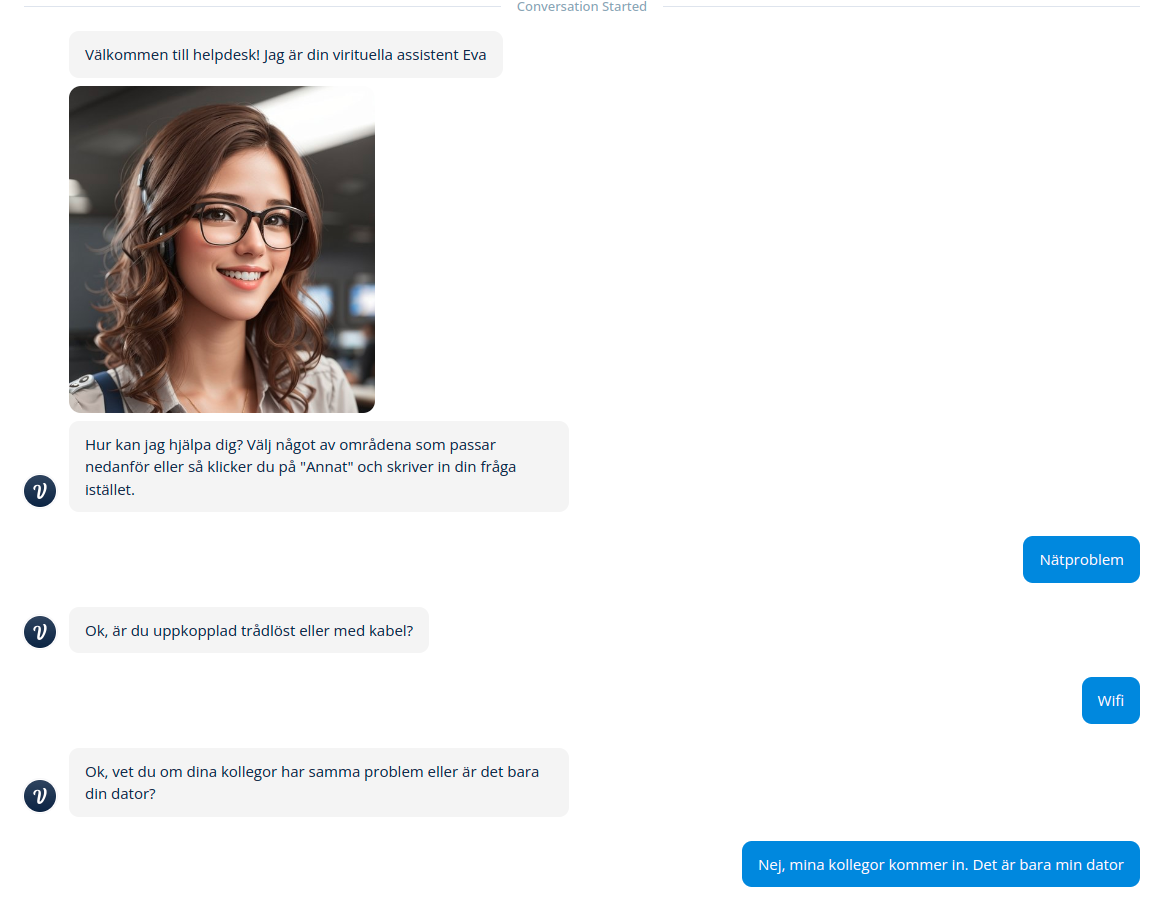 Conversation Started
Välkommen till helpdesk! Jag är din virituella assistent Eva
Hur kan jag hjälpa dig? Välj något av områdena som passar
nedanför eller så klicker du på "Annat" och skriver in din fråga
istället.
Nätproblem
Ok, är du uppkopplad trådlöst eller med kabel?
Wifi
Ok, vet du om dina kollegor har samma problem eller är det bara
din dator?
Nej, mina kollegor kommer in. Det är bara min dator